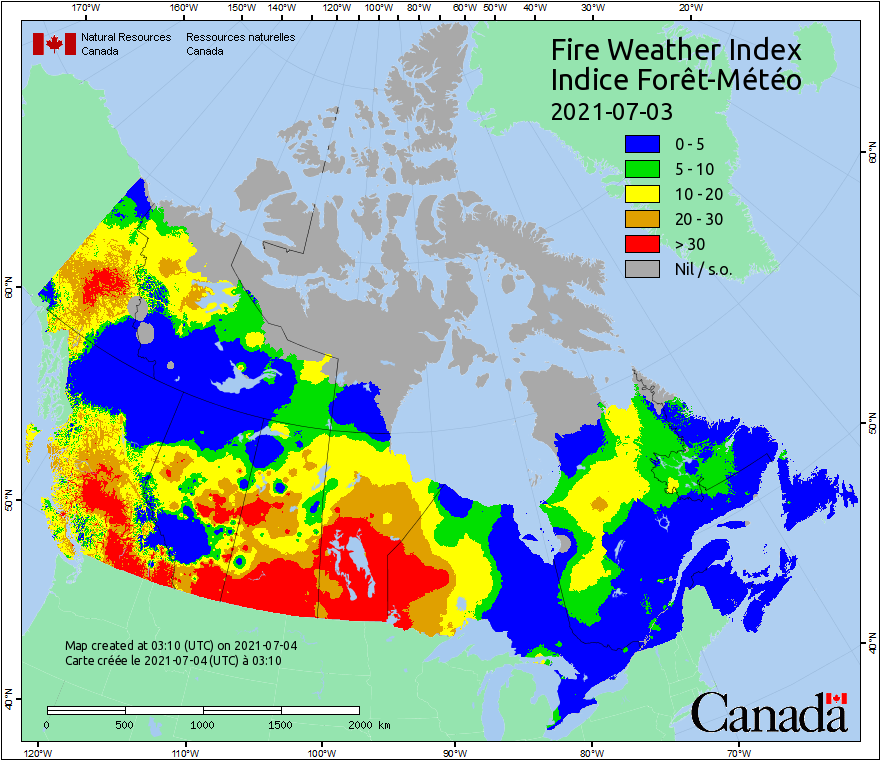 170°W 160°W 150°W 140°W 120°W 100°W 80°W 60°W 50°W 40°W 30°W 20°W
Natural Resources Ressources naturelles
Canada Canada
Fire Weather Index
Indice Forêt-Météo
2021-07-03
0 - 5
5 - 10
10 - 20
20 - 30
> 30
Nil / s.o.
60°N 60°N
50°N 50°N
40°N 40°N
Map created at 03:10 (UTC) on 2021-07-04
Carte créée le 2021-07-04 (UTC) à 03:10
0 500 1000 1500 2000 km
Canada
120°W 110°W 100°W 90°W 80°W 70°W